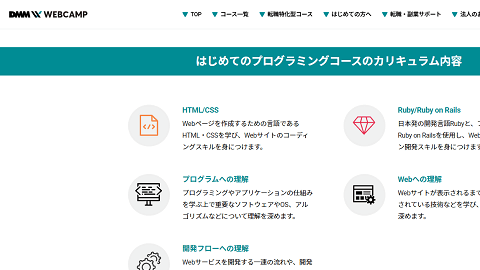 DMM WEBCAMP
TOP
コース一覧
転職特化型コース
はじめての方へ
転職・副業サポート
法人の
はじめてのプログラミングコースのカリキュラム内容
HTML/CSS
Webページを作成するための言語である
HTML・CSSを学び、Webサイトのコーディ
ングスキルを身につけます。
Ruby/Ruby on Rails
日本発の開発言語Rubyと、
Ruby on Railsを使用し、We
ン開発スキルを身につけます
プログラムへの理解
プログラミングやアプリケーションの仕組み
を学ぶ上で重要なソフトウェアやOS、アル
ゴリズムなどについて理解を深めます。
Webへの理解
Webサイトが表示されるま
されている技術などを学び、
深めます。
開発フローへの理解
Webサービスを開発する一連の流れや、開発